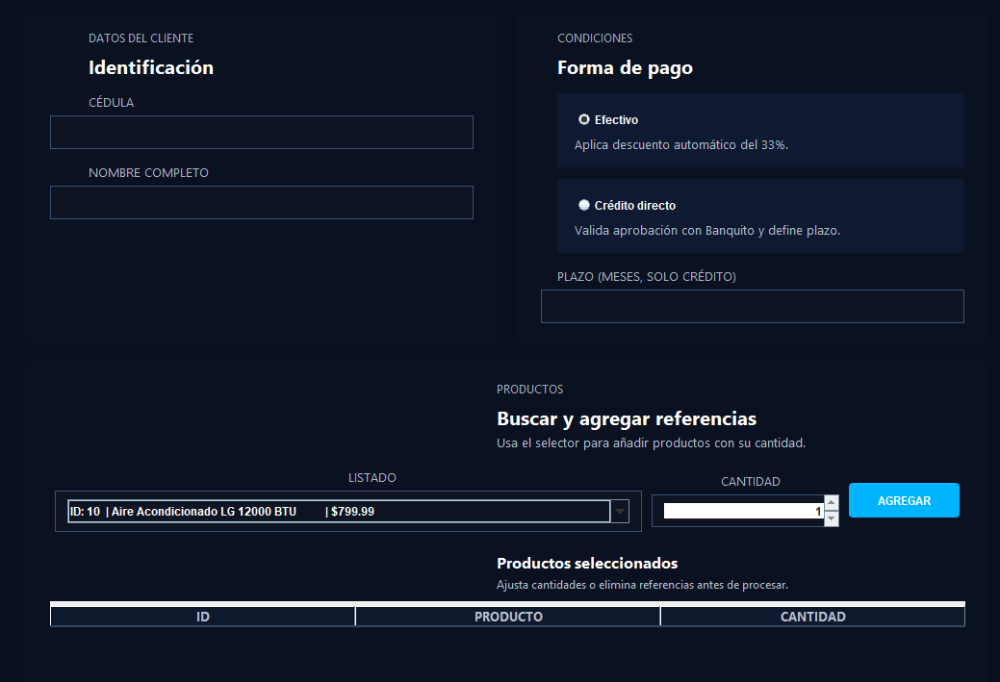 DATOS DEL CLIENTE
Identificación
CÉDULA
NOMBRE COMPLETO
CONDICIONES
Forma de pago
Efectivo
Aplica descuento automático del 33%.
Crédito directo
Valida aprobación con Banquito y define plazo.
PLAZO (MESES, SOLO CRÉDITO)
PRODUCTOS
Buscar y agregar referencias
Usa el selector para añadir productos con su cantidad.
LISTADO
ID: 10 | Aire Acondicionado LG 12000 BTU | $799.99
CANTIDAD
1
AGREGAR
Productos seleccionados
Ajusta cantidades o elimina referencias antes de procesar.
ID PRODUCTO CANTIDAD